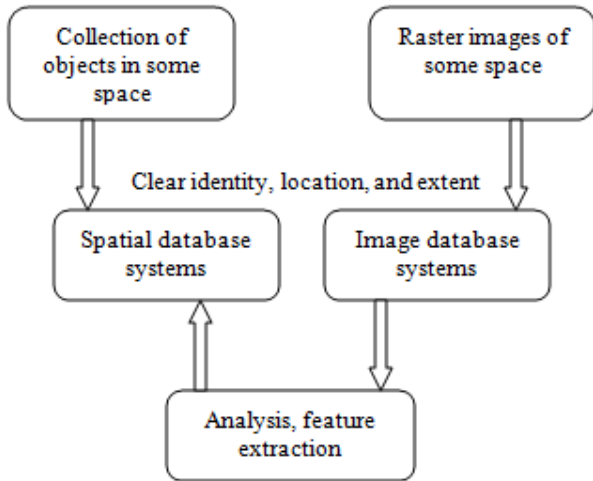 Collection of
objects in some
space
Raster images of
some space
Clear identity, location, and extent
Spatial database
systems
Image database
systems
Analysis, feature
extraction